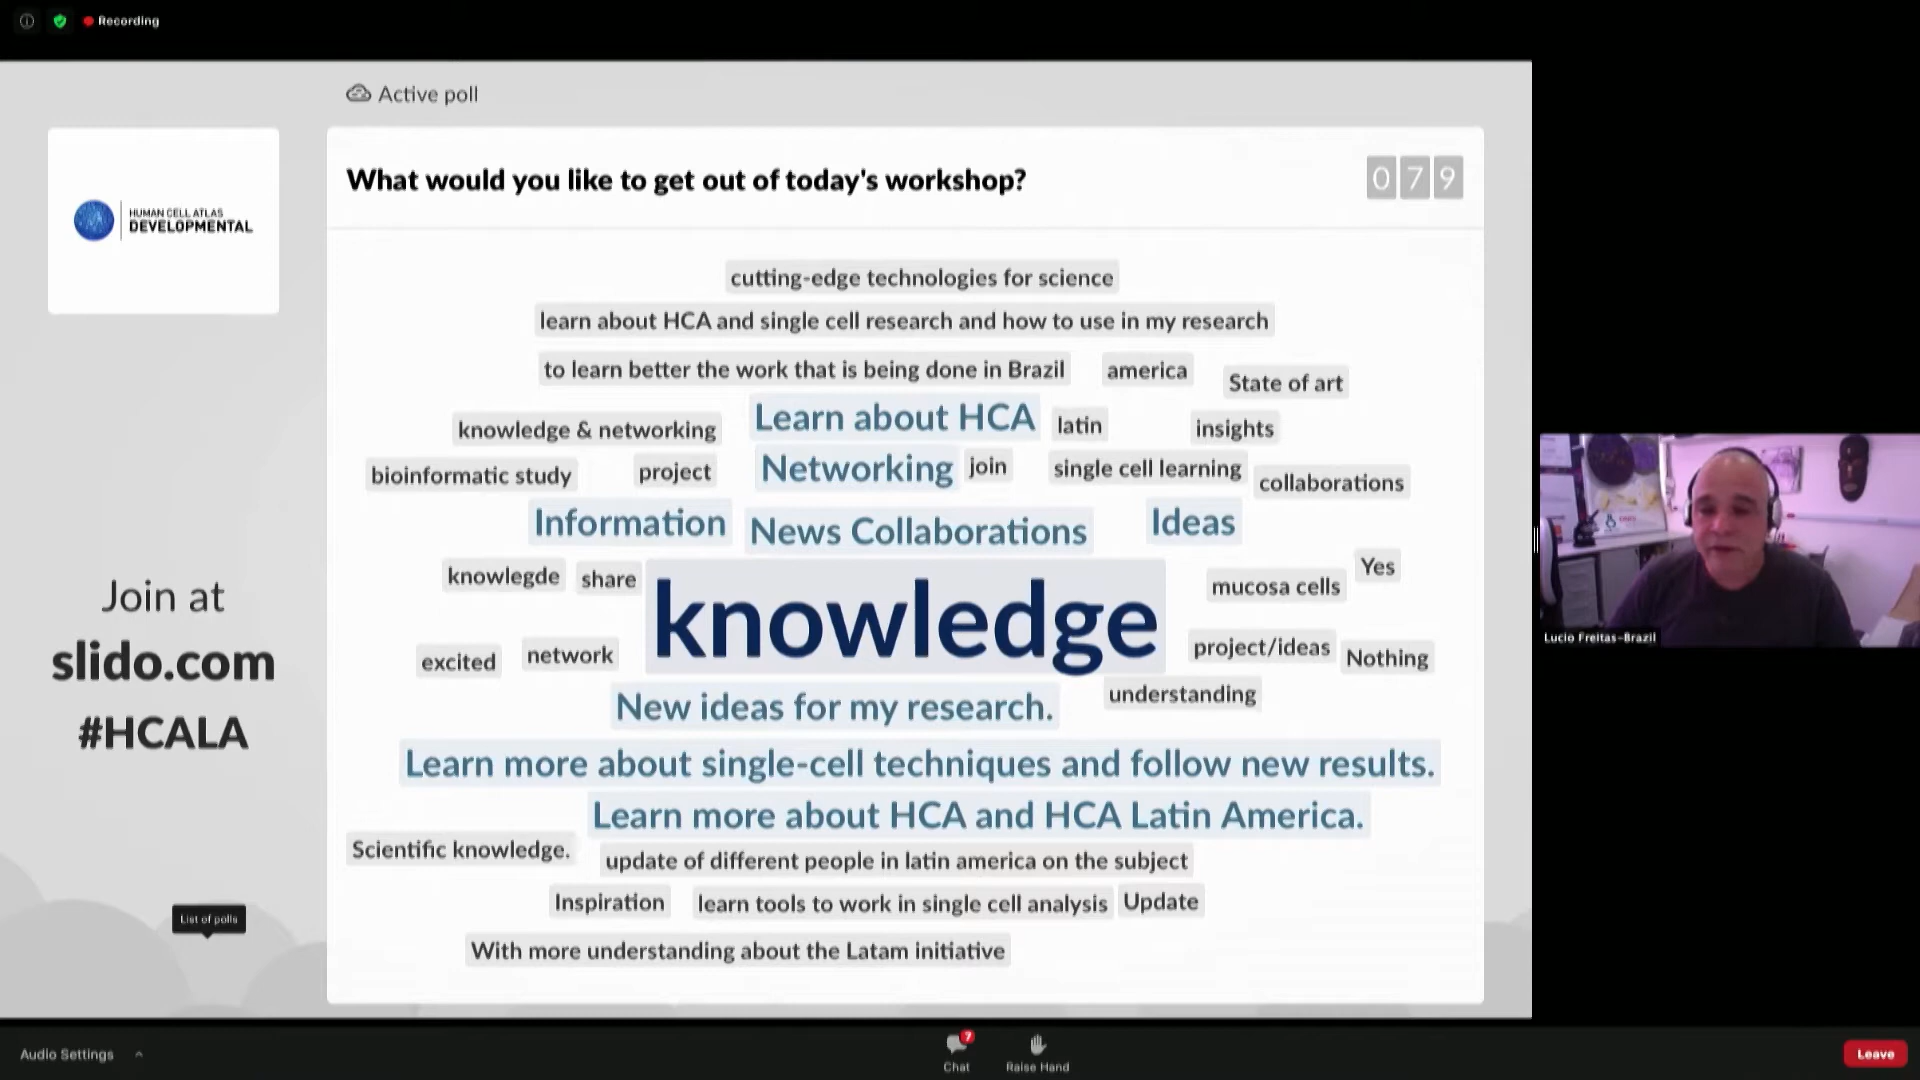 Recording
Active poll
HUMAN CELL ATLAS
DEVELOPMENTAL
What would you like to get out of today's workshop?
079
cutting-edge technologies for science
learn about HCA and single cell research and how to use in my research
to learn better the work that is being done in Brazil
america
State of art
knowledge & networking
Learn about HCA
latin
insights
bioinformatic study
project
Networking
join
single cell learning
collaborations
Information
News Collaborations
Ideas
knowlegde
share
knowledge
mucosa cells
Yes
excited
network
project/ideas
Nothing
understanding
New ideas for my research.
Learn more about single-cell techniques and follow new results.
Learn more about HCA and HCA Latin America.
Scientific knowledge.
update of different people in latin america on the subject
Inspiration
learn tools to work in single cell analysis
Update
With more understanding about the Latam initiative
Join at
slido.com
#HCALA
List of polls
Lucio Freitas-Brazil
Audio Settings
7
Chat
Raise Hand
Leave